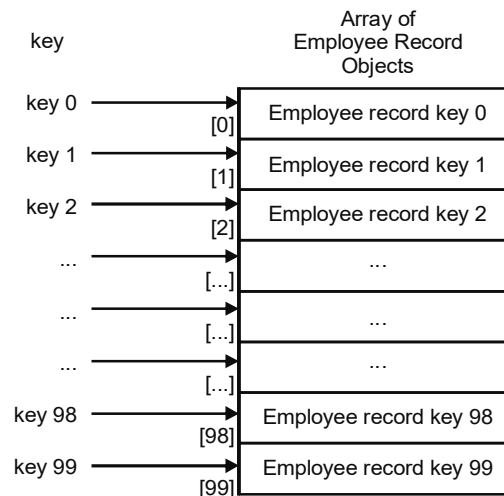 key
Array of
Employee Record
Objects
key 0
[0]
Employee record key 0
key 1
[1]
Employee record key 1
key 2
[2]
Employee record key 2
...
[...]
...
...
[...]
...
...
[...]
...
key 98
[98]
Employee record key 98
key 99
[99]
Employee record key 99